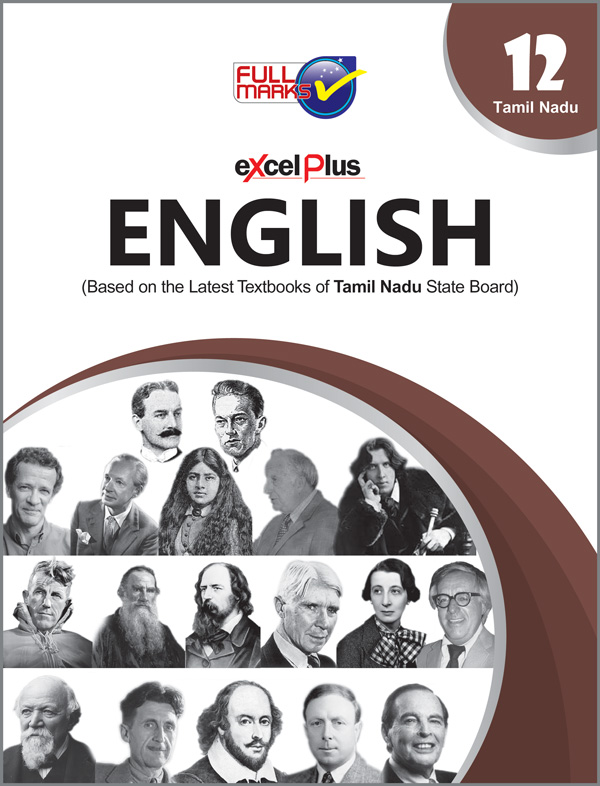 12
Tamil Nadu
FULL
MARKS
eXcel Plus
ENGLISH
(Based on the Latest Textbooks of Tamil Nadu State Board)